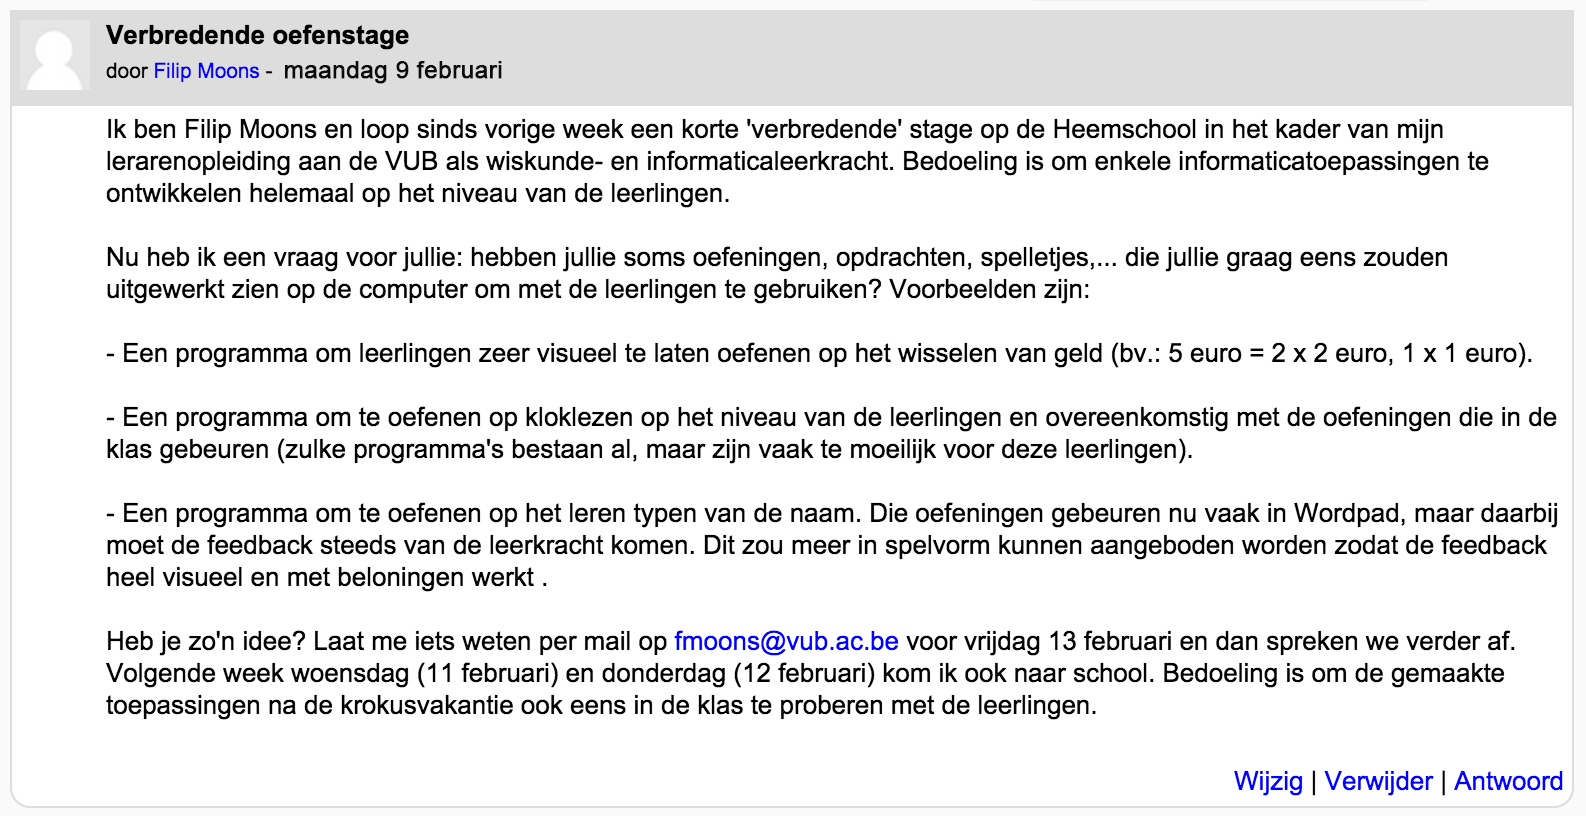 Verbredende oefenstage
door Filip Moons - maandag 9 februari
Ik ben Filip Moons en loop sinds vorige week een korte 'verbredende' stage op de Heemschool in het kader van mijn
lerarenopleiding aan de VUB als wiskunde- en informaticaleerkracht. Bedoeling is om enkele informaticatoepassingen te
ontwikkelen helemaal op het niveau van de leerlingen.
Nu heb ik een vraag voor jullie: hebben jullie soms oefeningen, opdrachten, spelletjes,... die jullie graag eens zouden
uitgewerkt zien op de computer om met de leerlingen te gebruiken? Voorbeelden zijn:
- Een programma om leerlingen zeer visueel te laten oefenen op het wisselen van geld (bv.: 5 euro = 2 x 2 euro, 1 x 1 euro).
- Een programma om te oefenen op kloklezen op het niveau van de leerlingen en overeenkomstig met de oefeningen die in de
klas gebeuren (zulke programma's bestaan al, maar zijn vaak te moeilijk voor deze leerlingen).
- Een programma om te oefenen op het leren typen van de naam. Die oefeningen gebeuren nu vaak in Wordpad, maar daarbij
moet de feedback steeds van de leerkracht komen. Dit zou meer in spelvorm kunnen aangeboden worden zodat de feedback
heel visueel en met beloningen werkt .
Heb je zo'n idee? Laat me iets weten per mail op fmoons@vub.ac.be voor vrijdag 13 februari en dan spreken we verder af.
Volgende week woensdag (11 februari) en donderdag (12 februari) kom ik ook naar school. Bedoeling is om de gemaakte
toepassingen na de krokusvakantie ook eens in de klas te proberen met de leerlingen.
Wijzig | Verwijder | Antwoord